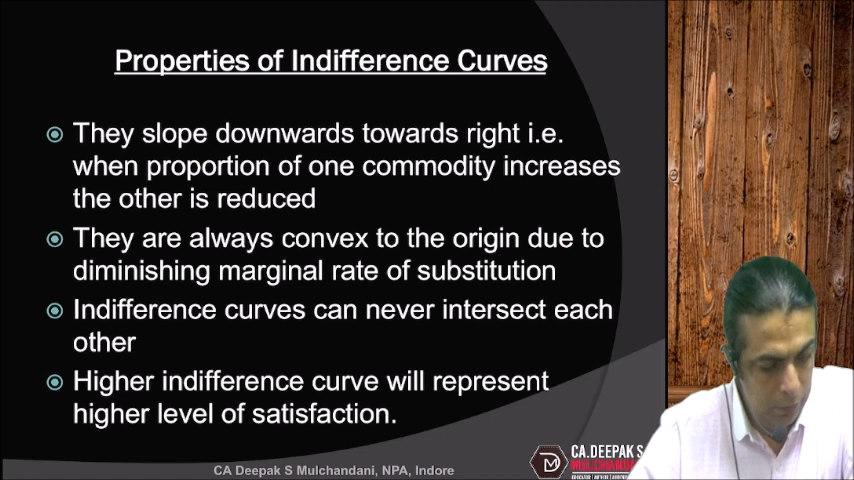 Properties of Indifference Curves
They slope downwards towards right i.e.
when proportion of one commodity increases
the other is reduced
They are always convex to the origin due to
diminishing marginal rate of substitution
Indifference curves can never intersect each
other
Higher indifference curve will represent
higher level of satisfaction.
CA Deepak S Mulchandani, NPA, Indore
CA.DEEPAK S